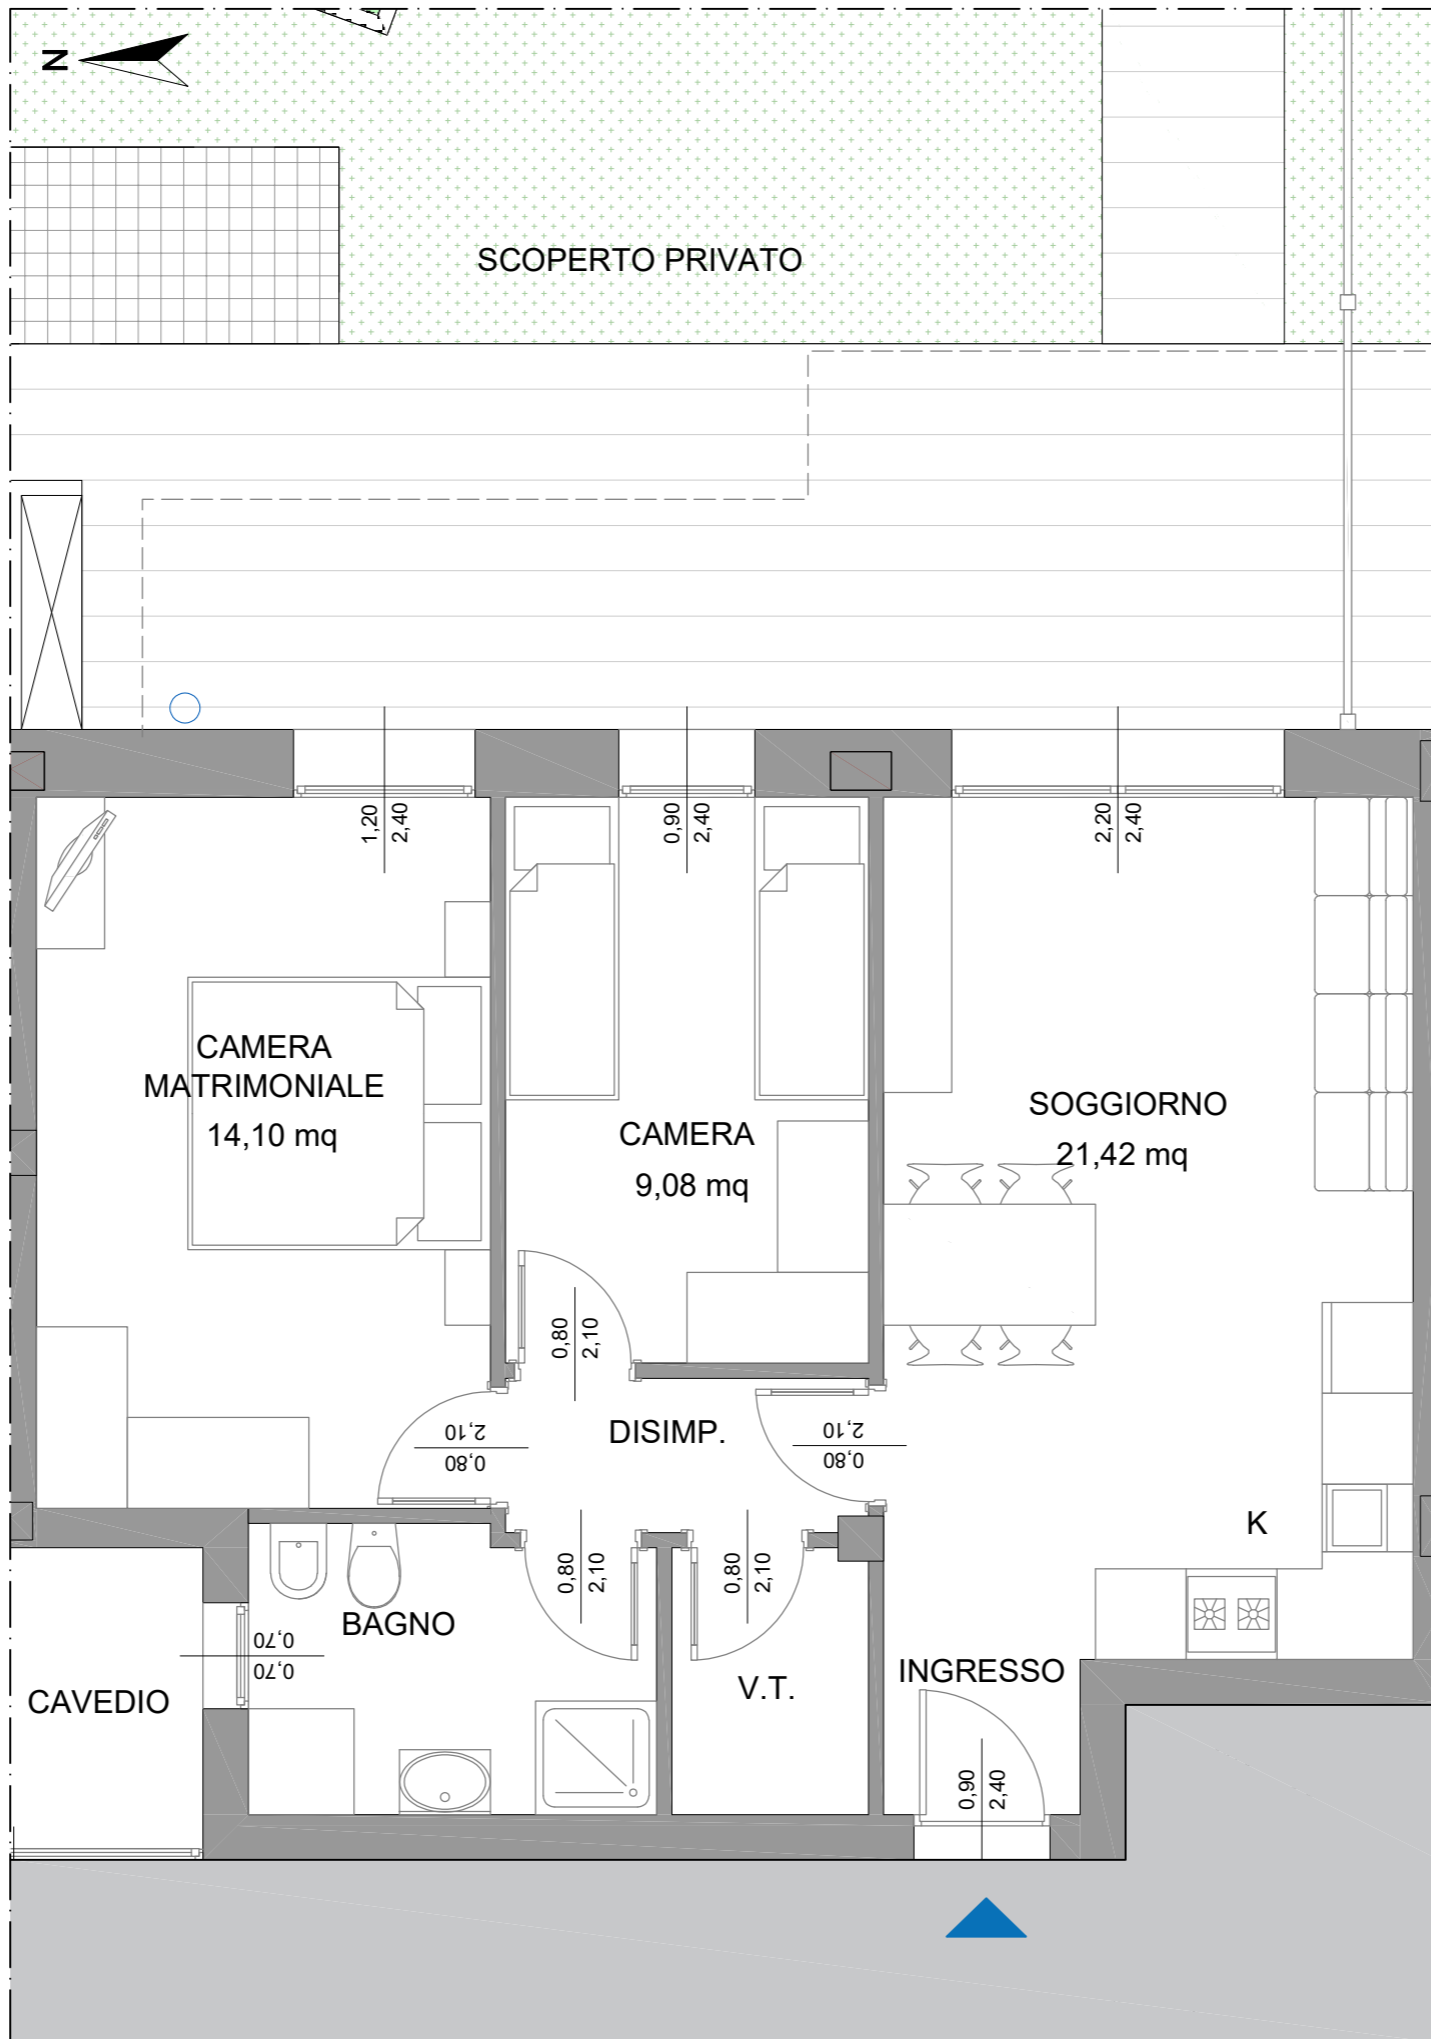 N
SCOPERTO PRIVATO
1,20
2,40
0,90
2,40
2,20
2,40
CAMERA
MATRIMONIALE
14,10 mq
CAMERA
9,08 mq
SOGGIORNO
21,42 mq
0,80
2,10
DISIMP.
0,80
2,10
0,80
2,10
K
0,80
2,10
0,80
2,10
BAGNO
0,70
0,70
CAVEDIO
V.T.
INGRESSO
0,90
2,40